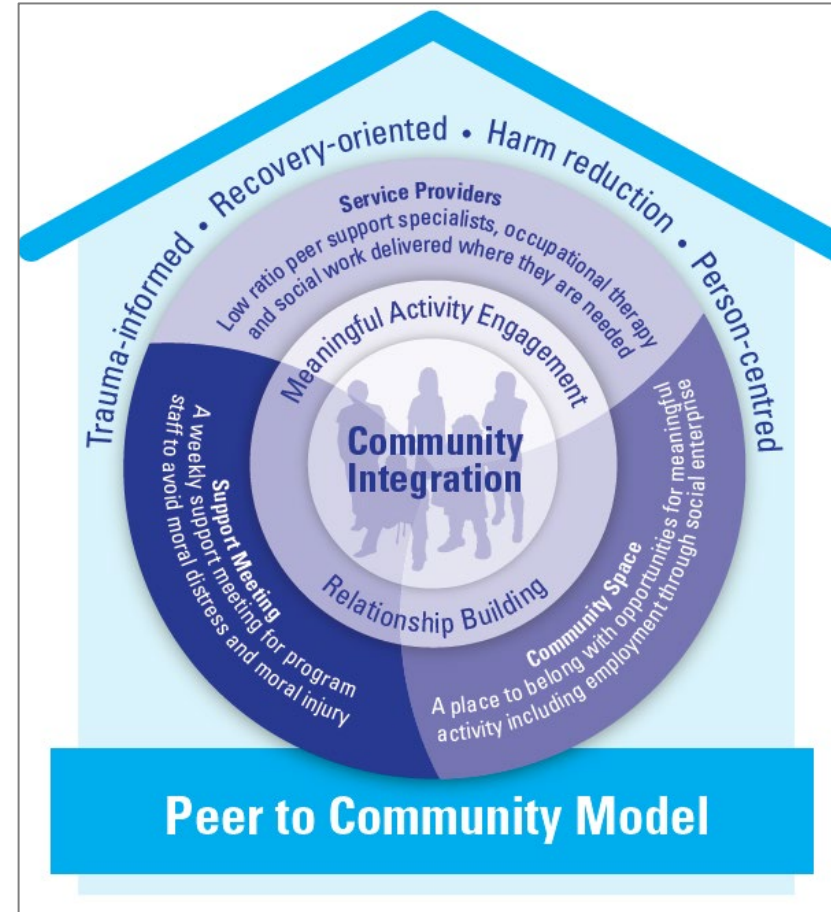 Trauma-informed • Recovery-oriented • Harm reduction • Person-centred
Service Providers
Low ratio peer support specialists, occupational therapy
and social work delivered where they are needed
Meaningful Activity Engagement
Community
Integration
Relationship Building
Support Meeting
A weekly support meeting for program
staff to avoid moral distress and moral injury
Community Space
A place to belong with opportunities for meaningful
activity including employment through social enterprise
Peer to Community Model